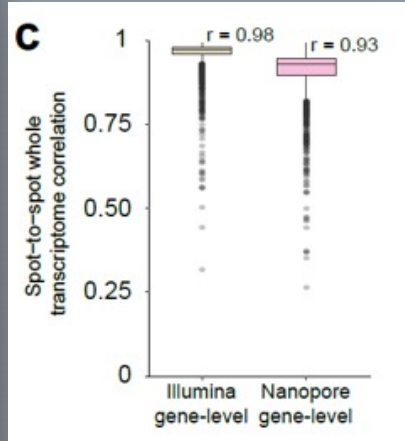 C
r = 0.98
r = 0.93
Spot-to-spot whole
transcriptome correlation
1
0.75
0.50
0.25
0
Illumina
gene-level
Nanopore
gene-level